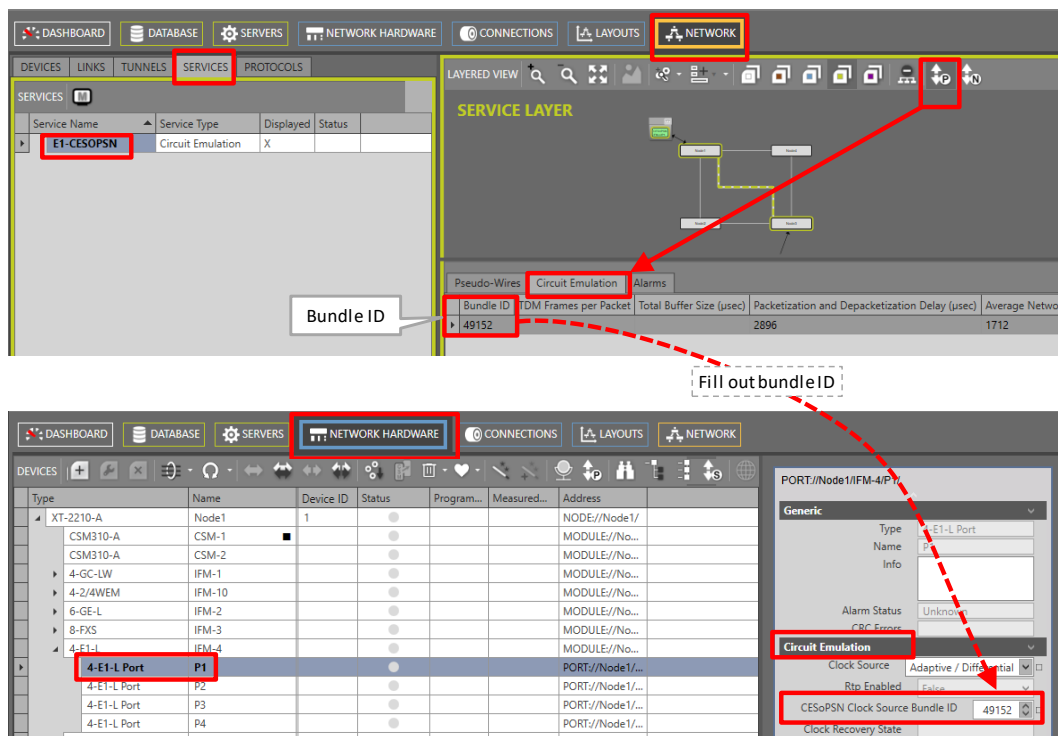 DASHBOARD DATABASE SERVERS NETWORK HARDWARE CONNECTIONS LAYOUTS NETWORK
DEVICES LINKS TUNNELS SERVICES PROTOCOLS
SERVICES M
Service Name Service Type Displayed Status
E1-CESOPSN Circuit Emulation X
LAYERED VIEW P N
SERVICE LAYER
Pseudo-Wires Circuit Emulation Alarms
Bundle ID TDM Frames per Packet Total Buffer Size (µsec) Packetization and Depacketization Delay (µsec) Average Netwo
49152 2896 1712
Bundle ID
Fill out bundle ID
DASHBOARD DATABASE SERVERS NETWORK HARDWARE CONNECTIONS LAYOUTS NETWORK
DEVICES P S
Type Name Device ID Status Program... Measured... Address
XT-2210-A Node1 1 NODE://Node1/
CSM310-A CSM-1 MODULE://No...
CSM310-A CSM-2 MODULE://No...
4-GC-LW IFM-1 MODULE://No...
4-2/4WEM IFM-10 MODULE://No...
6-GE-L IFM-2 MODULE://No...
8-FXS IFM-3 MODULE://No...
4-E1-L IFM-4 MODULE://No...
4-E1-L Port P1 PORT://Node1/...
4-E1-L Port P2 PORT://Node1/...
4-E1-L Port P3 PORT://Node1/...
4-E1-L Port P4 PORT://Node1/...
PORT://Node1/IFM-4/P1/
Generic
Type 4-E1-L Port
Name P1
Info
Alarm Status Unknown
CRC Errors
Circuit Emulation
Clock Source Adaptive / Differential
Rtp Enabled False
CESoPSN Clock Source Bundle ID 49152
Clock Recovery State